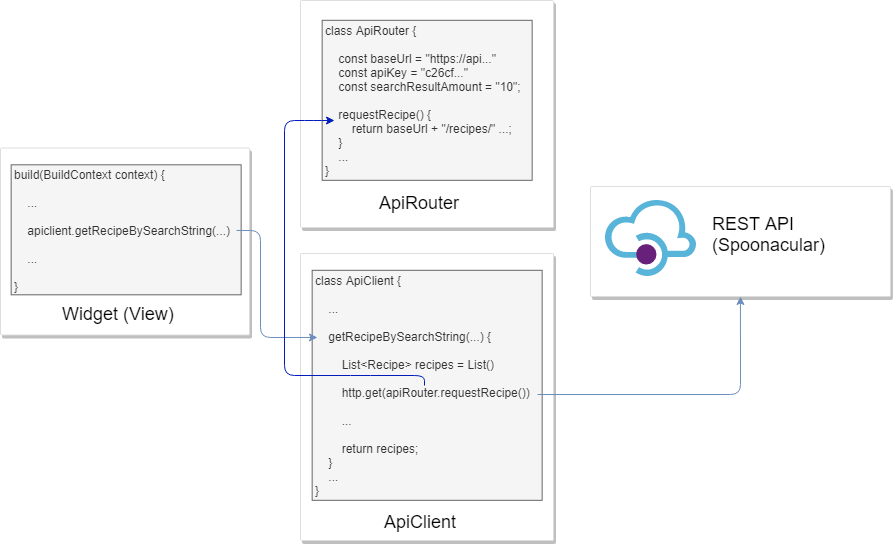 class ApiRouter {
const baseUrl = "https://api..."
const apiKey = "c26cf..."
const searchResultAmount = "10";
requestRecipe() {
return baseUrl + "/recipes/" ...;
}
...
}
ApiRouter
build(BuildContext context) {
...
apiclient.getRecipeBySearchString(...)
...
}
Widget (View)
REST API
(Spoonacular)
class ApiClient {
...
getRecipeBySearchString(...) {
List<Recipe> recipes = List()
http.get(apiRouter.requestRecipe())
...
return recipes;
}
...
}
ApiClient